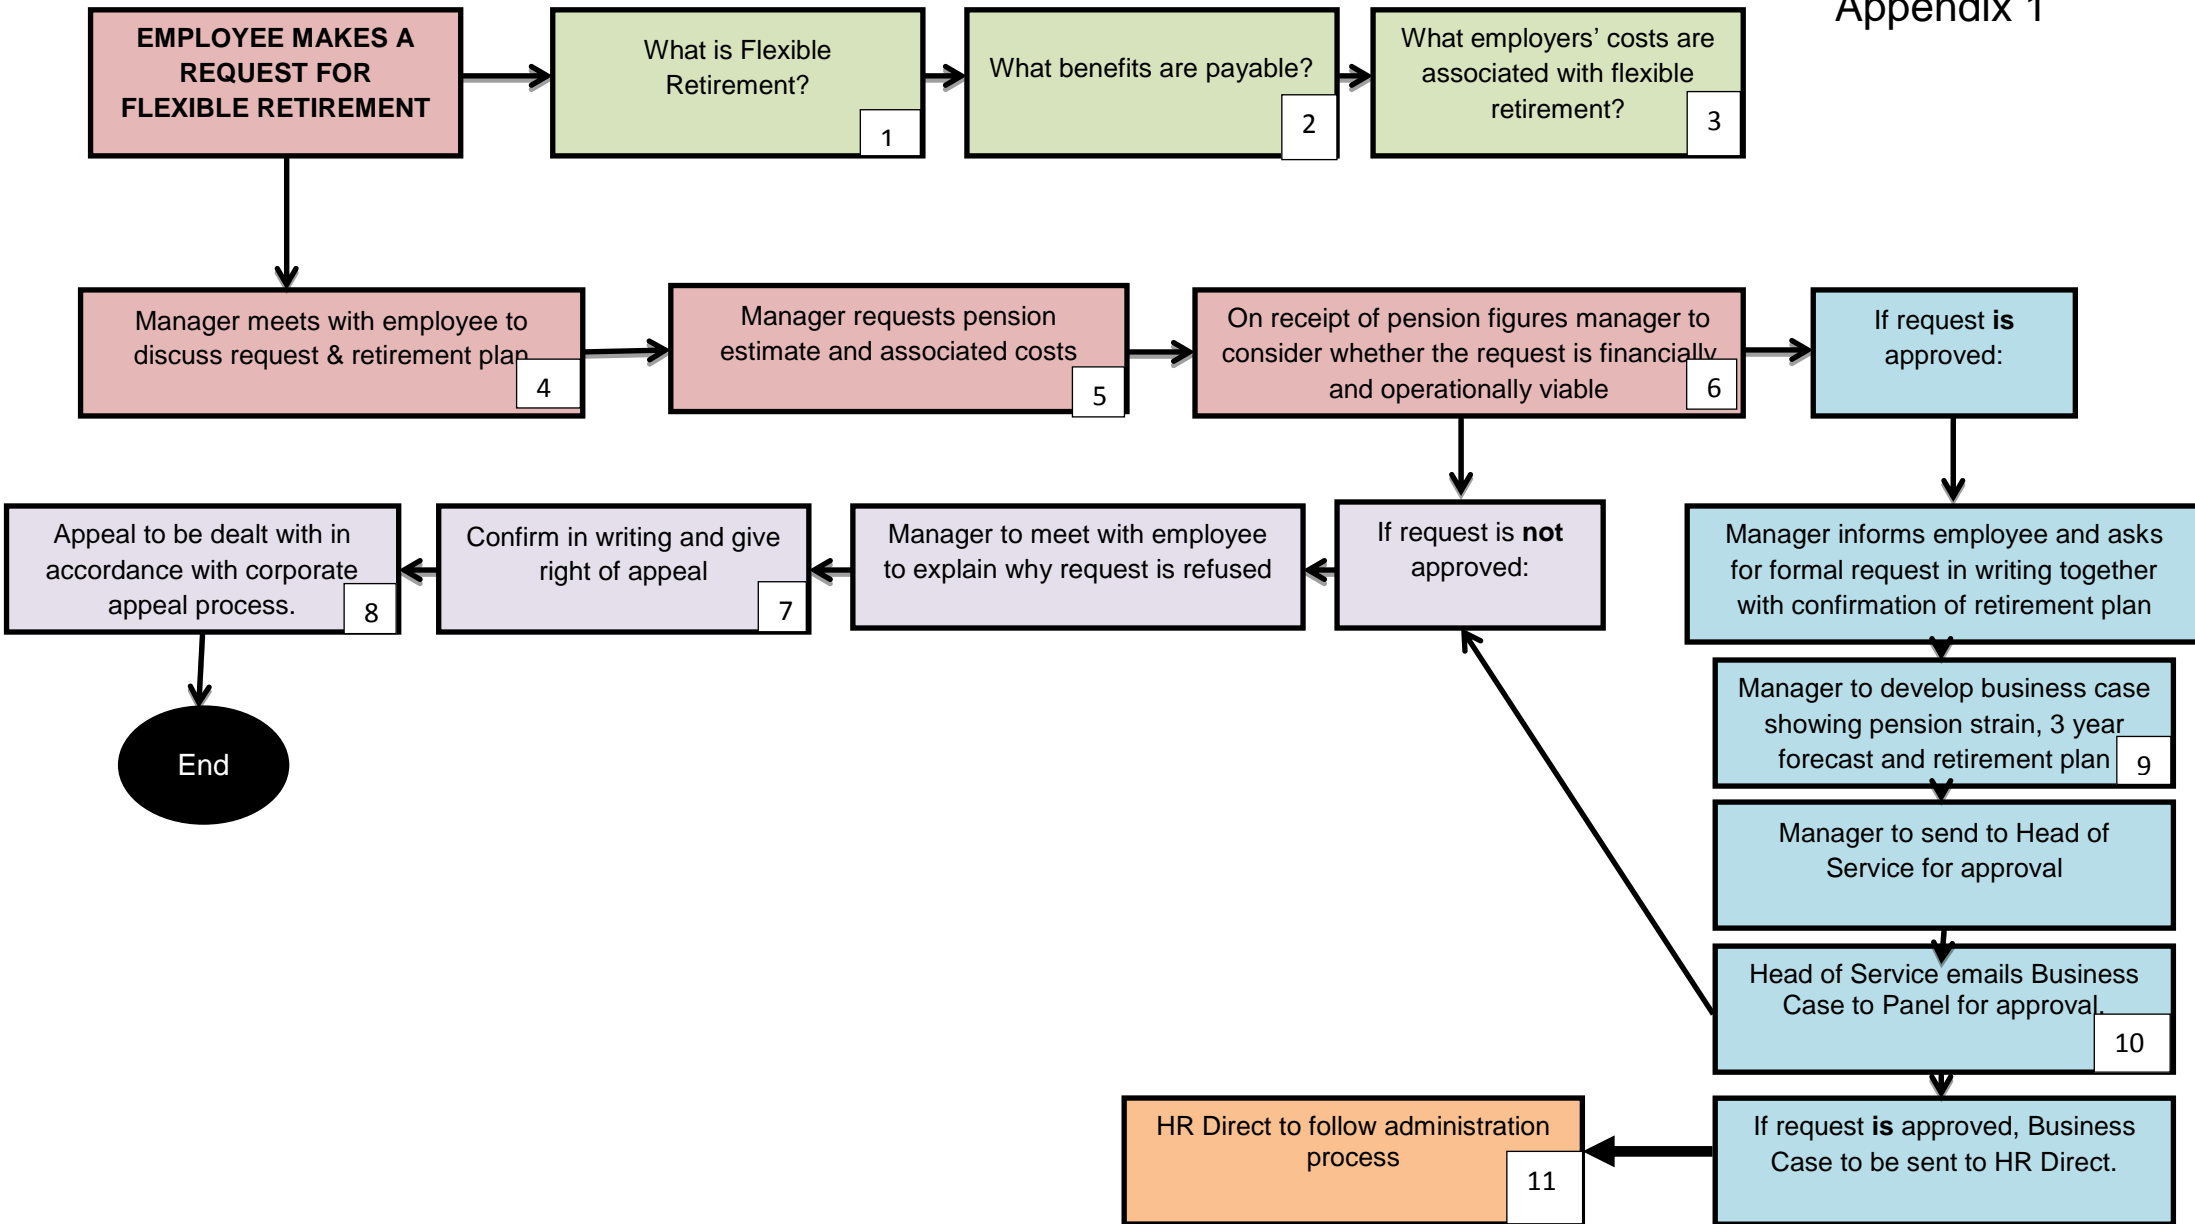 Appendix 1
EMPLOYEE MAKES A
REQUEST FOR
FLEXIBLE RETIREMENT
What is Flexible
Retirement?
1
What benefits are payable?
2
What employers’ costs are
associated with flexible
retirement?
3
Manager meets with employee to
discuss request & retirement plan
4
Manager requests pension
estimate and associated costs
5
On receipt of pension figures manager to
consider whether the request is financially
and operationally viable
6
If request is
approved:
Appeal to be dealt with in
accordance with corporate
appeal process.
8
Confirm in writing and give
right of appeal
7
Manager to meet with employee
to explain why request is refused
If request is not
approved:
Manager informs employee and asks
for formal request in writing together
with confirmation of retirement plan
End
Manager to develop business case
showing pension strain, 3 year
forecast and retirement plan
9
Manager to send to Head of
Service for approval
Head of Service emails Business
Case to Panel for approval.
10
HR Direct to follow administration
process
11
If request is approved, Business
Case to be sent to HR Direct.